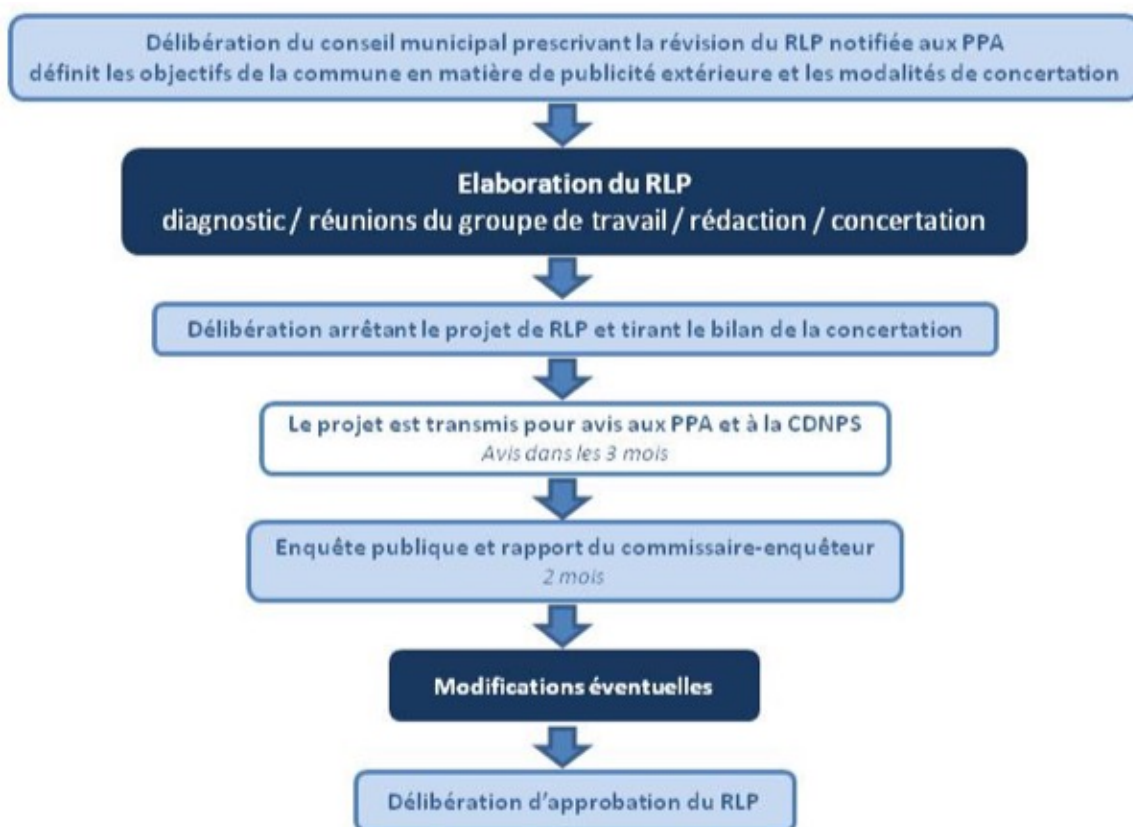 Délibération du conseil municipal prescrivant la révision du RLP notifiée aux PPA
définit les objectifs de la commune en matière de publicité extérieure et les modalités de concertation
Elaboration du RLP
diagnostic / réunions du groupe de travail / rédaction / concertation
Délibération arrêtant le projet de RLP et tirant le bilan de la concertation
Le projet est transmis pour avis aux PPA et à la CDNPS
Avis dans les 3 mois
Enquête publique et rapport du commissaire-enquêteur
2 mois
Modifications éventuelles
Délibération d'approbation du RLP